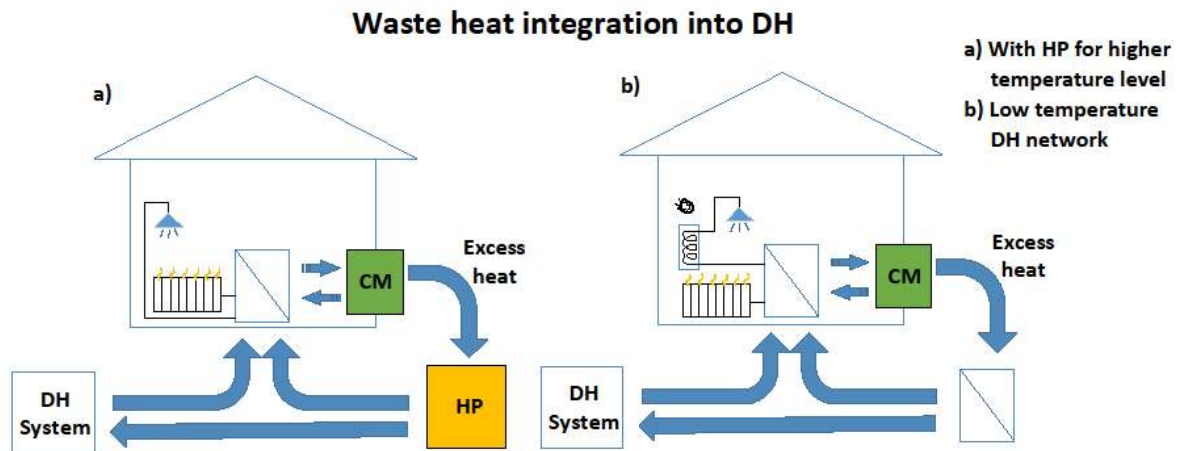 Waste heat integration into DH
a) With HP for higher
temperature level
b) Low temperature
DH network
a)
CM
Excess
heat
DH
System
HP
b)
CM
Excess
heat
DH
System